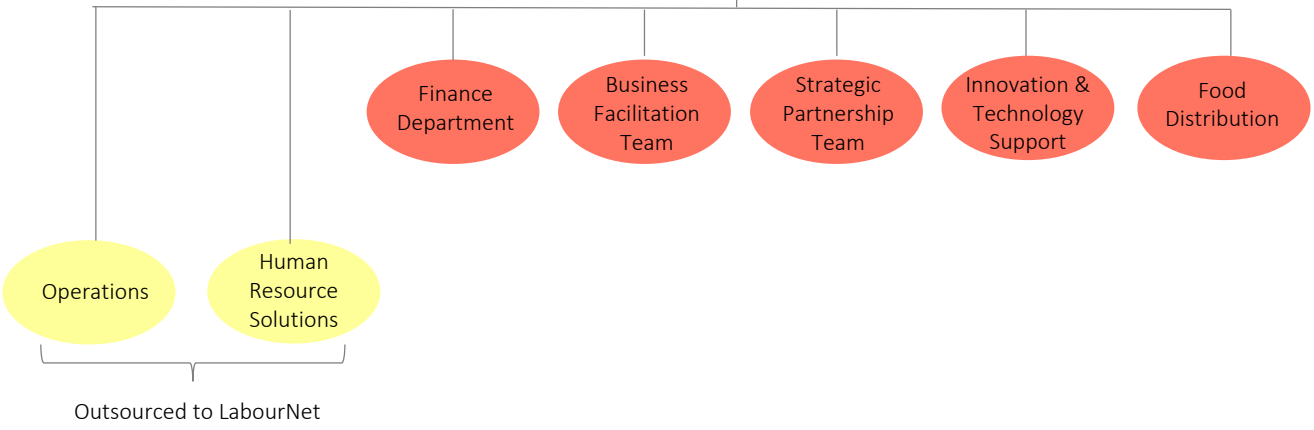 Finance
Department
Business
Facilitation
Team
Strategic
Partnership
Team
Innovation &
Technology
Support
Food
Distribution
Operations
Human
Resource
Solutions
Outsourced to LabourNet